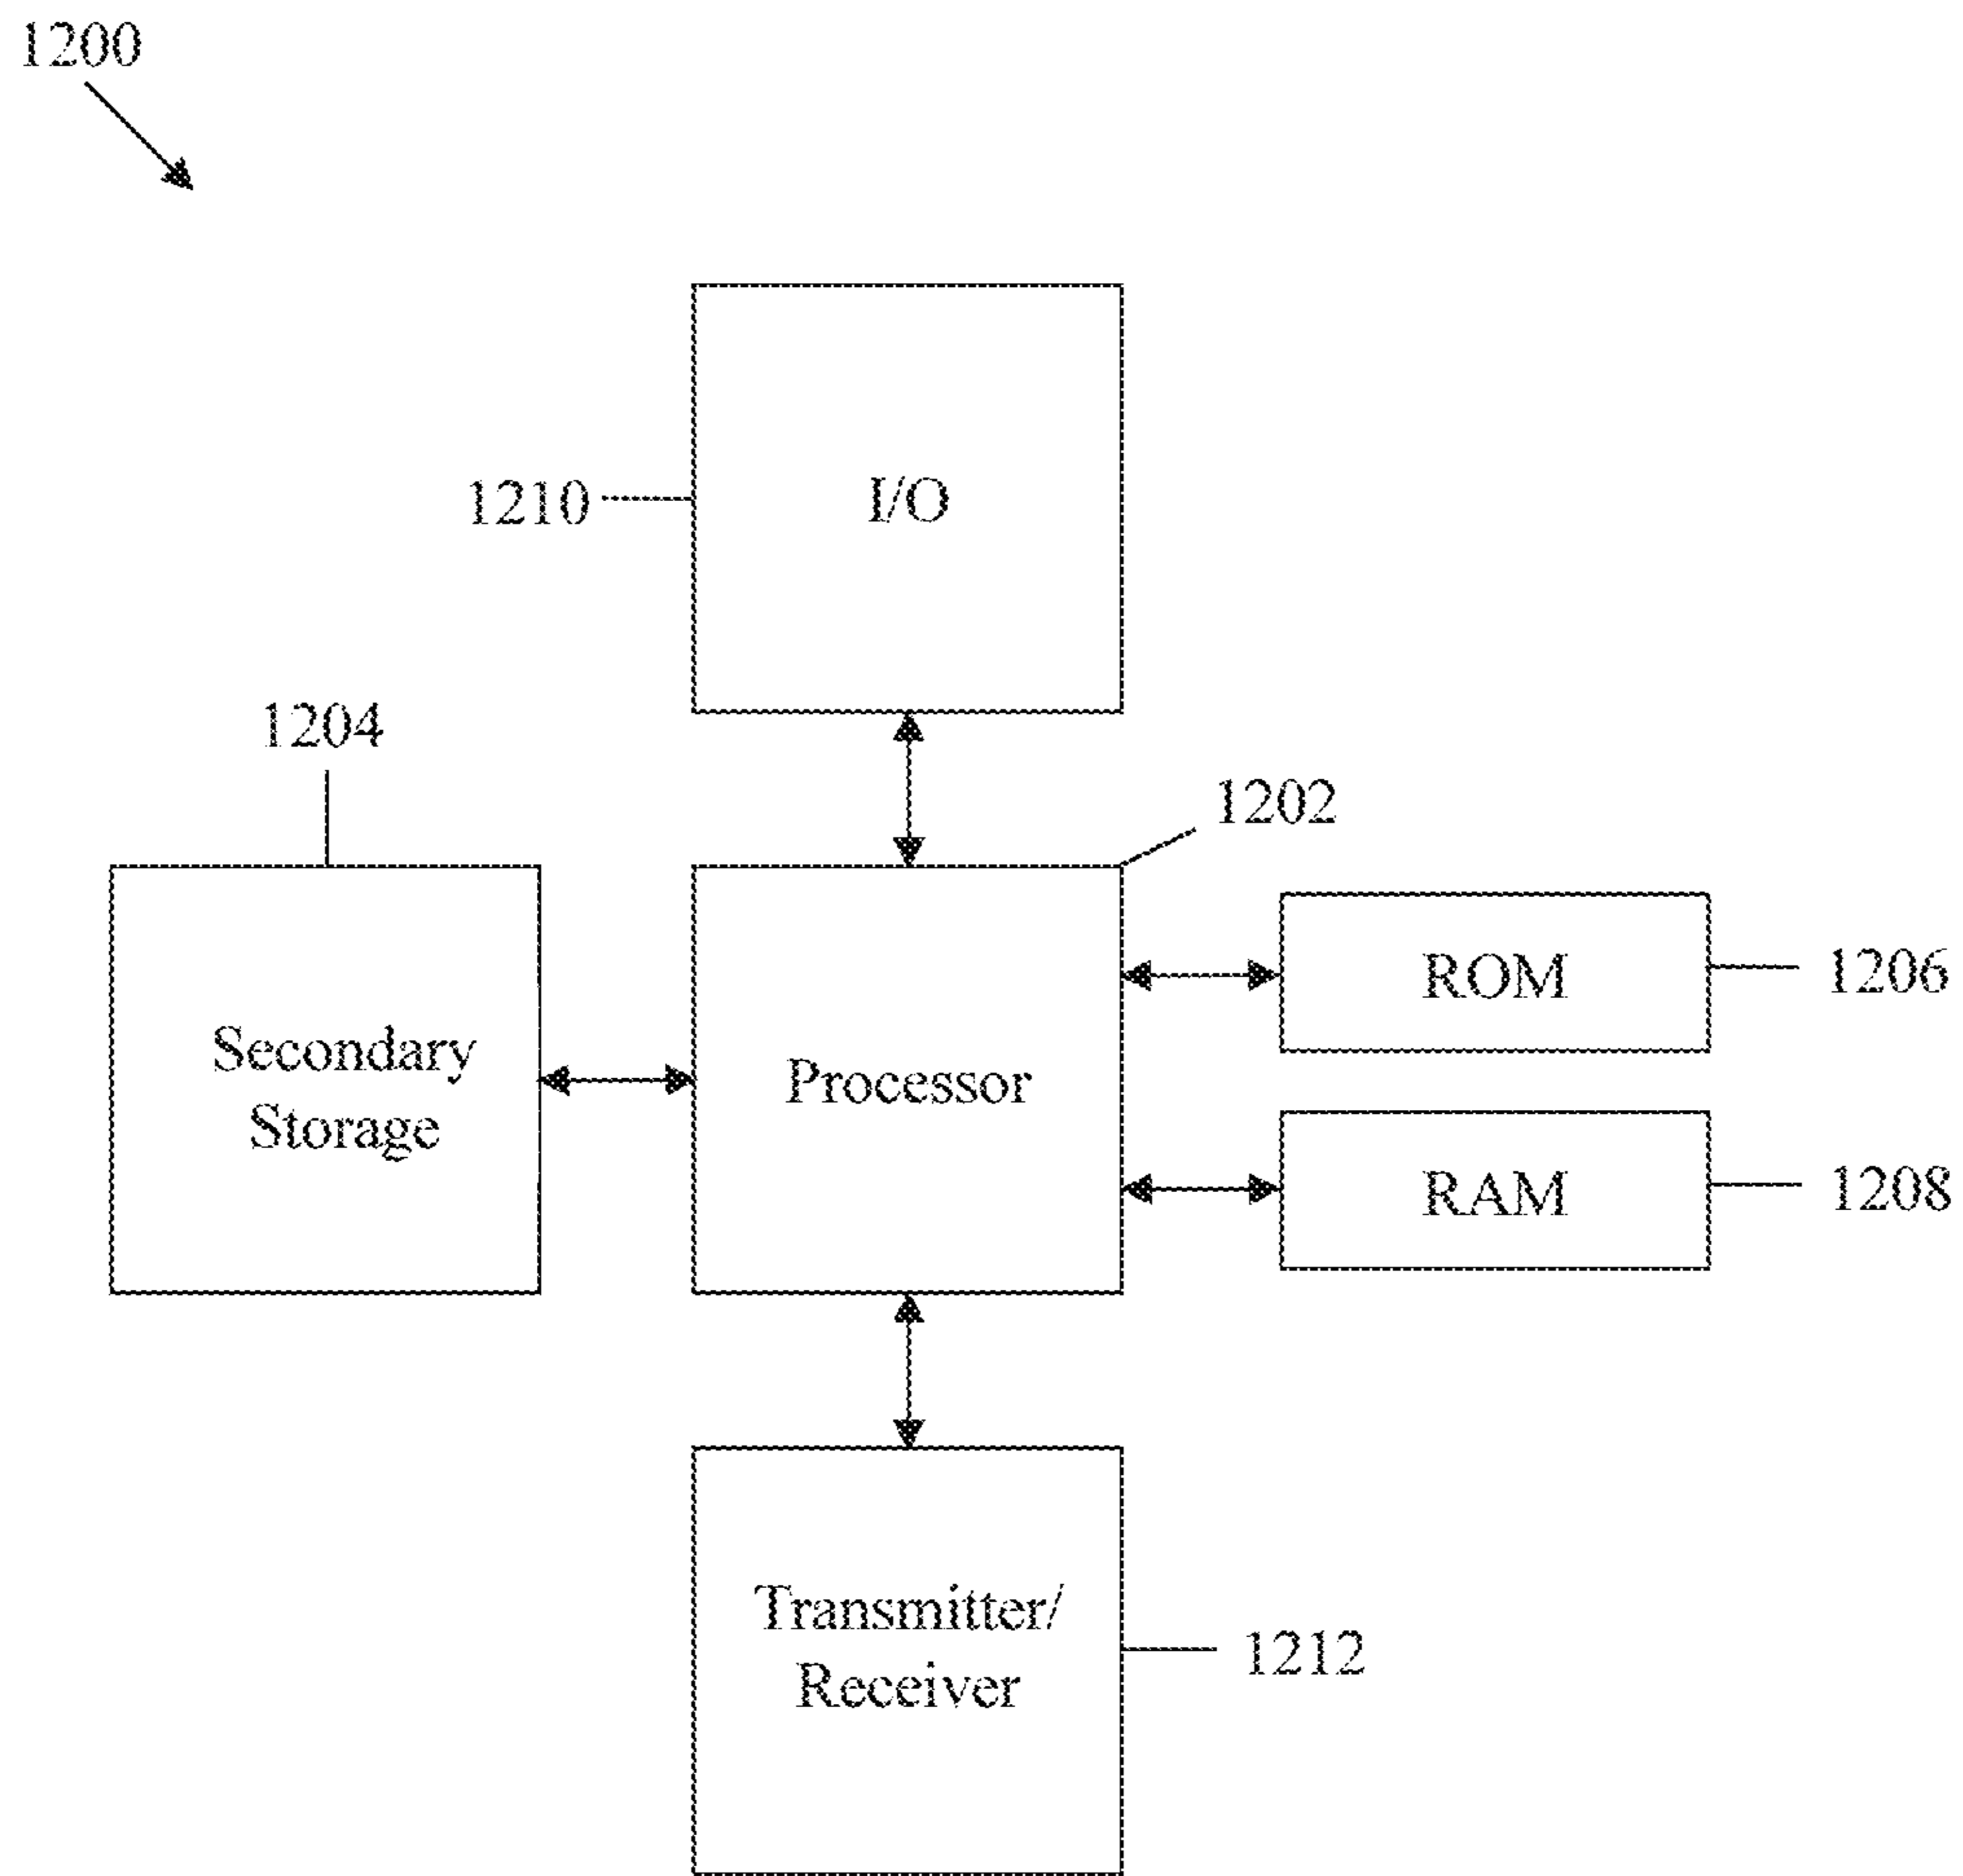 1200
1210
I/O
1204
1202
Secondary
Storage
Processor
ROM
1206
RAM
1208
Transmitter/
Receiver
1212